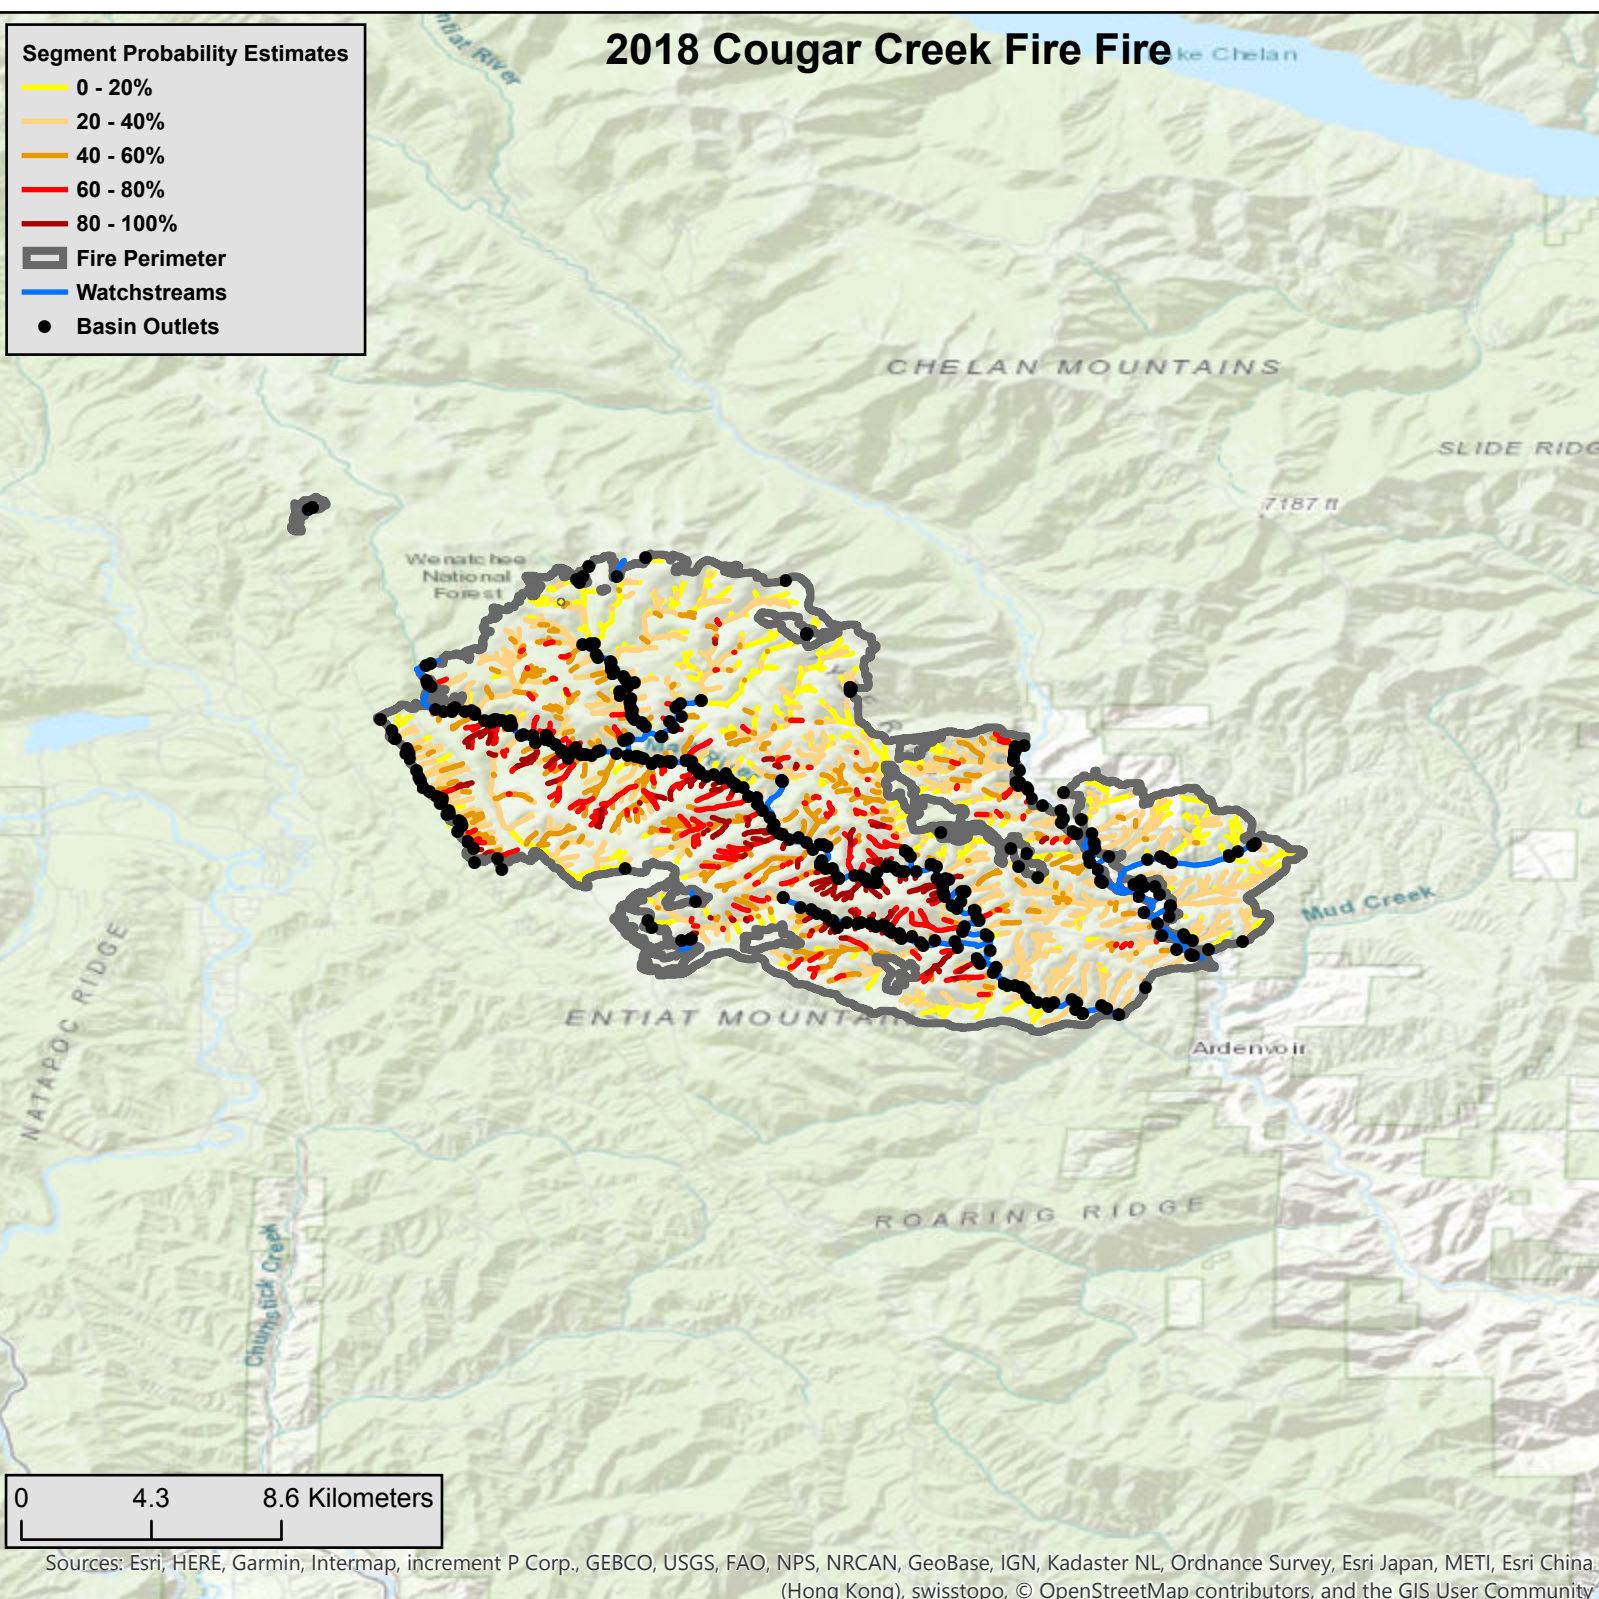 2018 Cougar Creek Fire Fire
Segment Probability Estimates
0 - 20%
20 - 40%
40 - 60%
60 - 80%
80 - 100%
Fire Perimeter
Watchstreams
Basin Outlets
River
ke Chelan
CHELAN MOUNTAINS
SLIDE RIDG
7187 ft
Wenatchee
National
Forest
Mud Creek
NATAPOC RIDGE
ENTIAT MOUNTAI
Ardenvoir
ROARING RIDGE
Chumstick Creek
0 4.3 8.6 Kilometers
Sources: Esri, HERE, Garmin, Intermap, increment P Corp., GEBCO, USGS, FAO, NPS, NRCAN, GeoBase, IGN, Kadaster NL, Ordnance Survey, Esri Japan, METI, Esri China
(Hong Kong), swisstopo, © OpenStreetMap contributors, and the GIS User Community